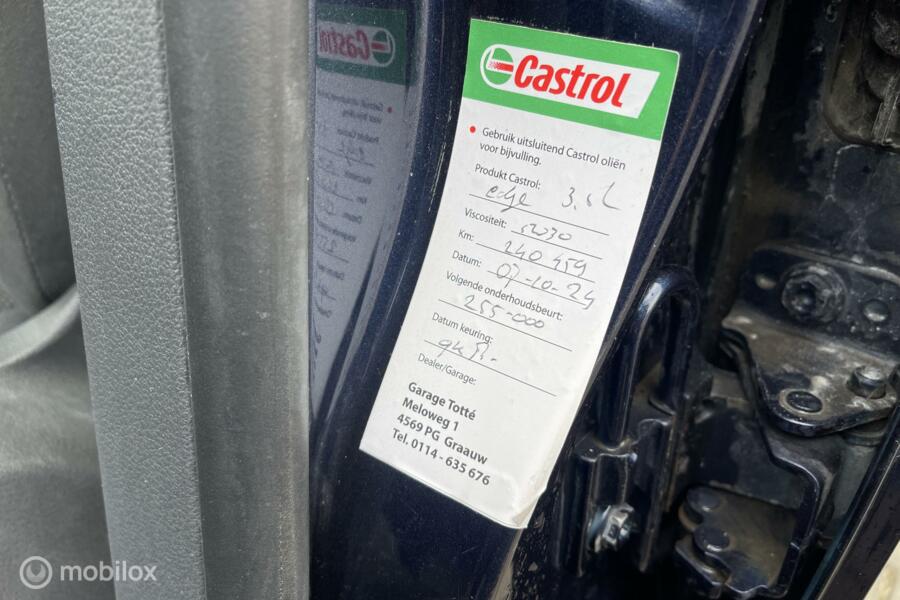 Castrol
Gebruik uitsluitend Castrol oliën
voor bijvulling.
Produkt Castrol:
edge 3.5L
Viscositeit: 5W30
Km: 240 459
Datum: 07-10-24
Volgende onderhoudsbeurt:
255-000
Datum keuring:
Dealer/Garage:
Garage Totté
Meloweg 1
4569 PG Graauw
Tel. 0114 - 635 676
mobilox